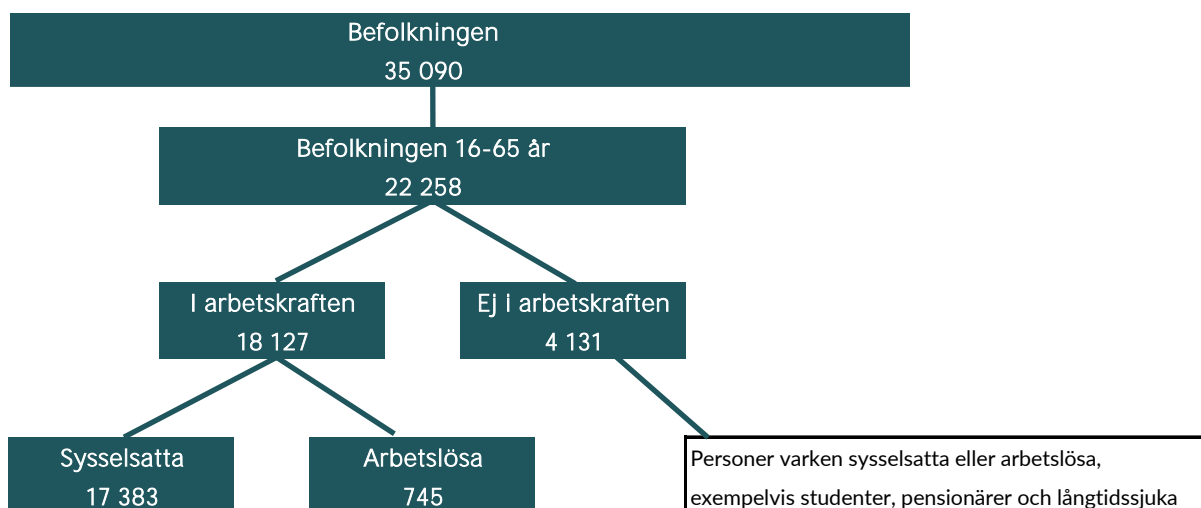 Befolkningen
35 090
Befolkningen 16-65 år
22 258
I arbetskraften
18 127
Ej i arbetskraften
4 131
Sysselsatta
17 383
Arbetslösa
745
Personer varken sysselsatta eller arbetslösa,
exempelvis studenter, pensionärer och långtidssjuka